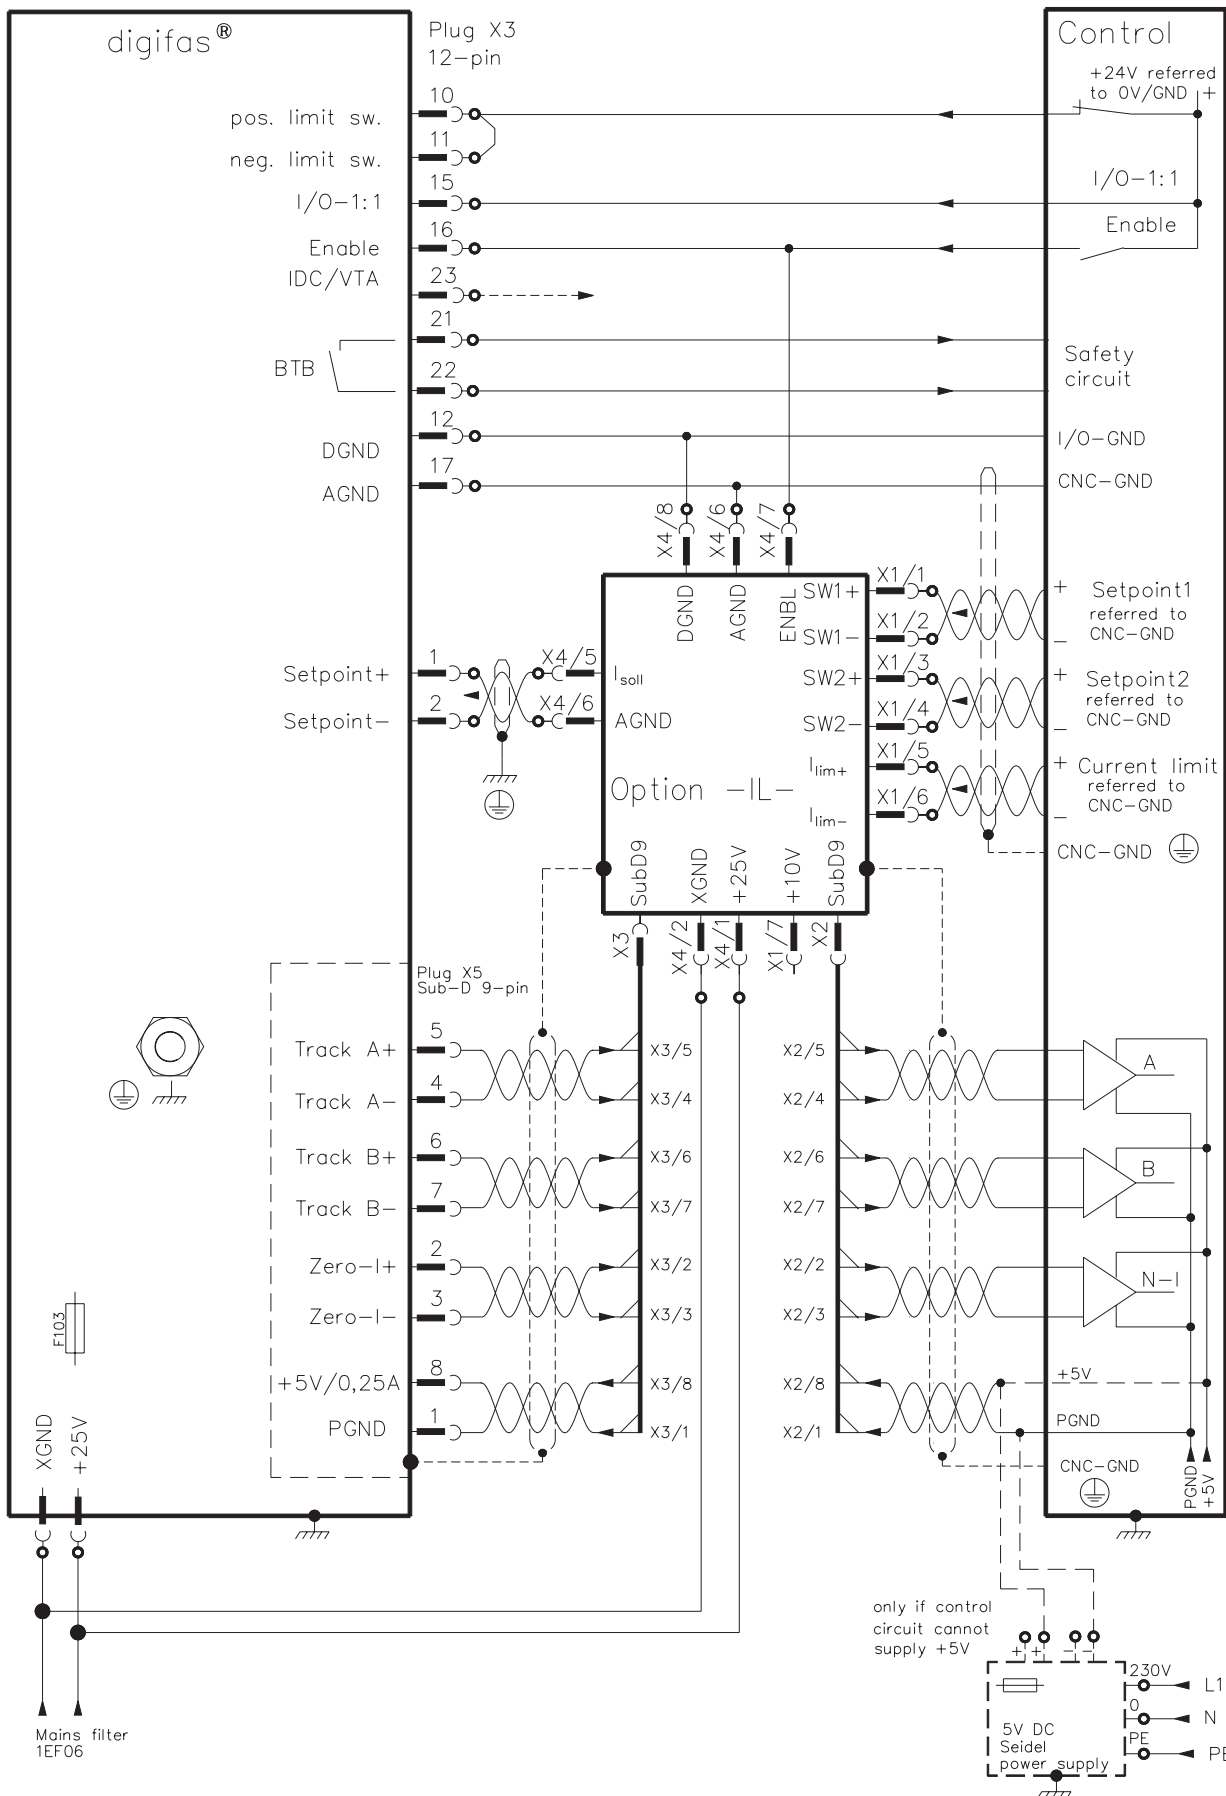 digifas®
Plug X3
12-pin
Control
+24V referred
to 0V/GND
+
10
pos. limit sw.
11
neg. limit sw.
15
I/O-1:1
I/O-1:1
16
Enable
Enable
IDC/VTA
23
21
BTB
22
Safety
circuit
12
DGND
I/O-GND
17
AGND
CNC-GND
X4/8
X4/6
X4/7
DGND
AGND
ENBL
SW1+
X1/1
+
Setpoint1
referred to
CNC-GND
SW1-
X1/2
-
SW2+
X1/3
+
Setpoint2
referred to
CNC-GND
SW2-
X1/4
-
Ilim+
X1/5
+
Current limit
referred to
CNC-GND
Ilim-
X1/6
-
CNC-GND
Setpoint+
1
X4/5
Isoll
Setpoint-
2
X4/6
AGND
Option -IL-
SubD9
XGND
+25V
+10V
SubD9
X3
X4/2
X4/1
X1/7
X2
Plug X5
Sub-D 9-pin
Track A+
5
X3/5
X2/5
A
Track A-
4
X3/4
X2/4
Track B+
6
X3/6
X2/6
B
Track B-
7
X3/7
X2/7
Zero-I+
2
X3/2
X2/2
N-I
Zero-I-
3
X3/3
X2/3
F103
+5V/0,25A
8
X3/8
X2/8
+5V
PGND
1
X3/1
X2/1
PGND
CNC-GND
PGND
+5V
XGND
+25V
Mains filter
1EF06
only if control
circuit cannot
supply +5V
+
+
-
-
230V
L1
0
N
PE
PE
5V DC
Seidel
power supply